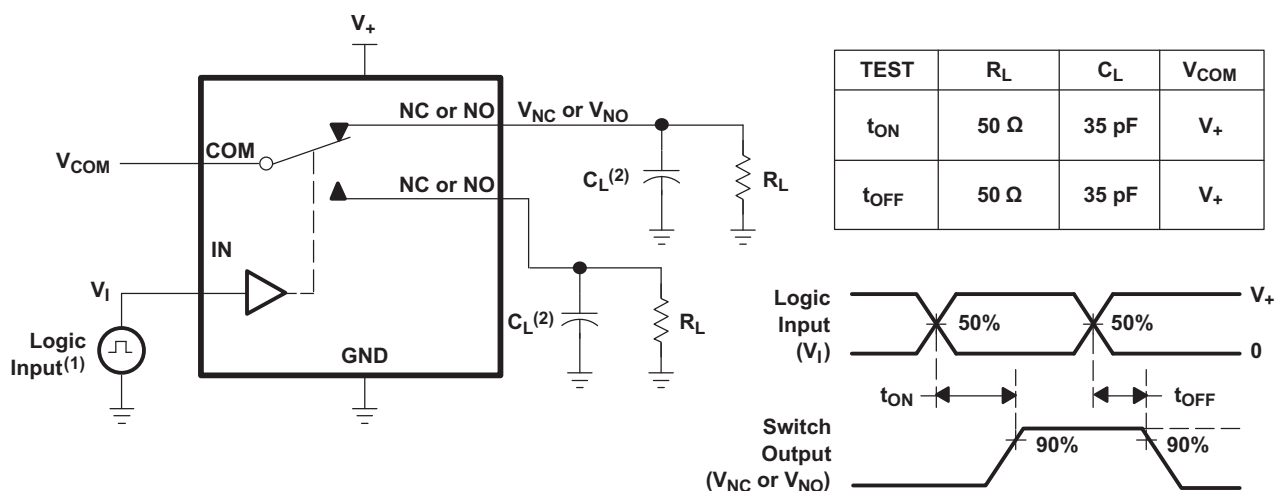 V+
NC or NO
VNC or VNO
COM
VCOM
CL(2)
RL
NC or NO
IN
VI
CL(2)
RL
Logic
Input(1)
GND
TEST RL CL VCOM
tON 50 Ω 35 pF V+
tOFF 50 Ω 35 pF V+
Logic
Input
(VI)
50%
50%
V+
0
tON
tOFF
Switch
Output
(VNC or VNO)
90%
90%